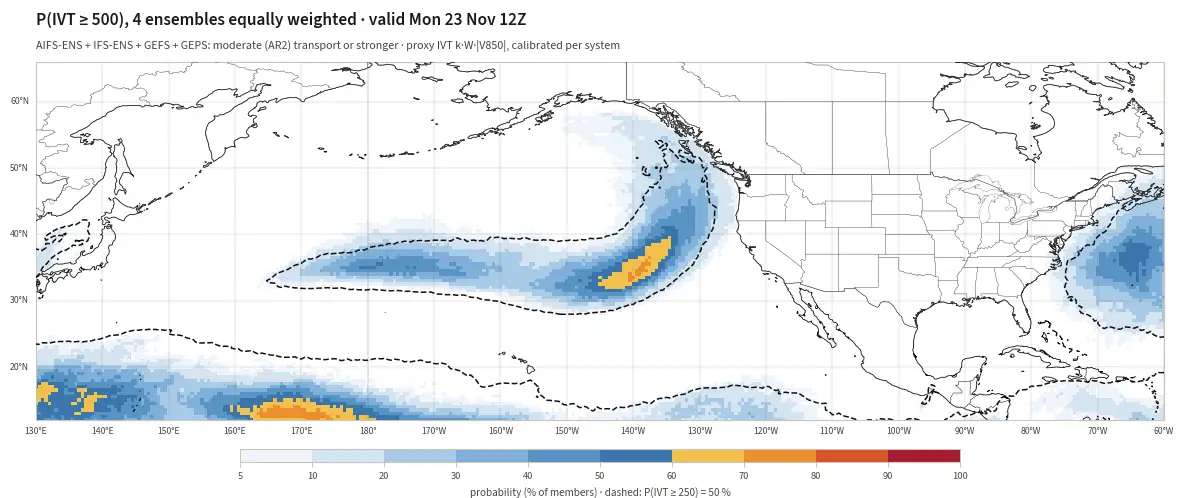 P(IVT ≥ 500), 4 ensembles equally weighted · valid Mon 23 Nov 12Z
AIFS-ENS + IFS-ENS + GEFS + GEPS: moderate (AR2) transport or stronger · proxy IVT k·W·|V850|, calibrated per system
60°N
50°N
40°N
30°N
20°N
130°E 140°E 150°E 160°E 170°E 180° 170°W 160°W 150°W 140°W 130°W 120°W 110°W 100°W 90°W 80°W 70°W 60°W
5 10 20 30 40 50 60 70 80 90 100
probability (% of members) · dashed: P(IVT ≥ 250) = 50 %